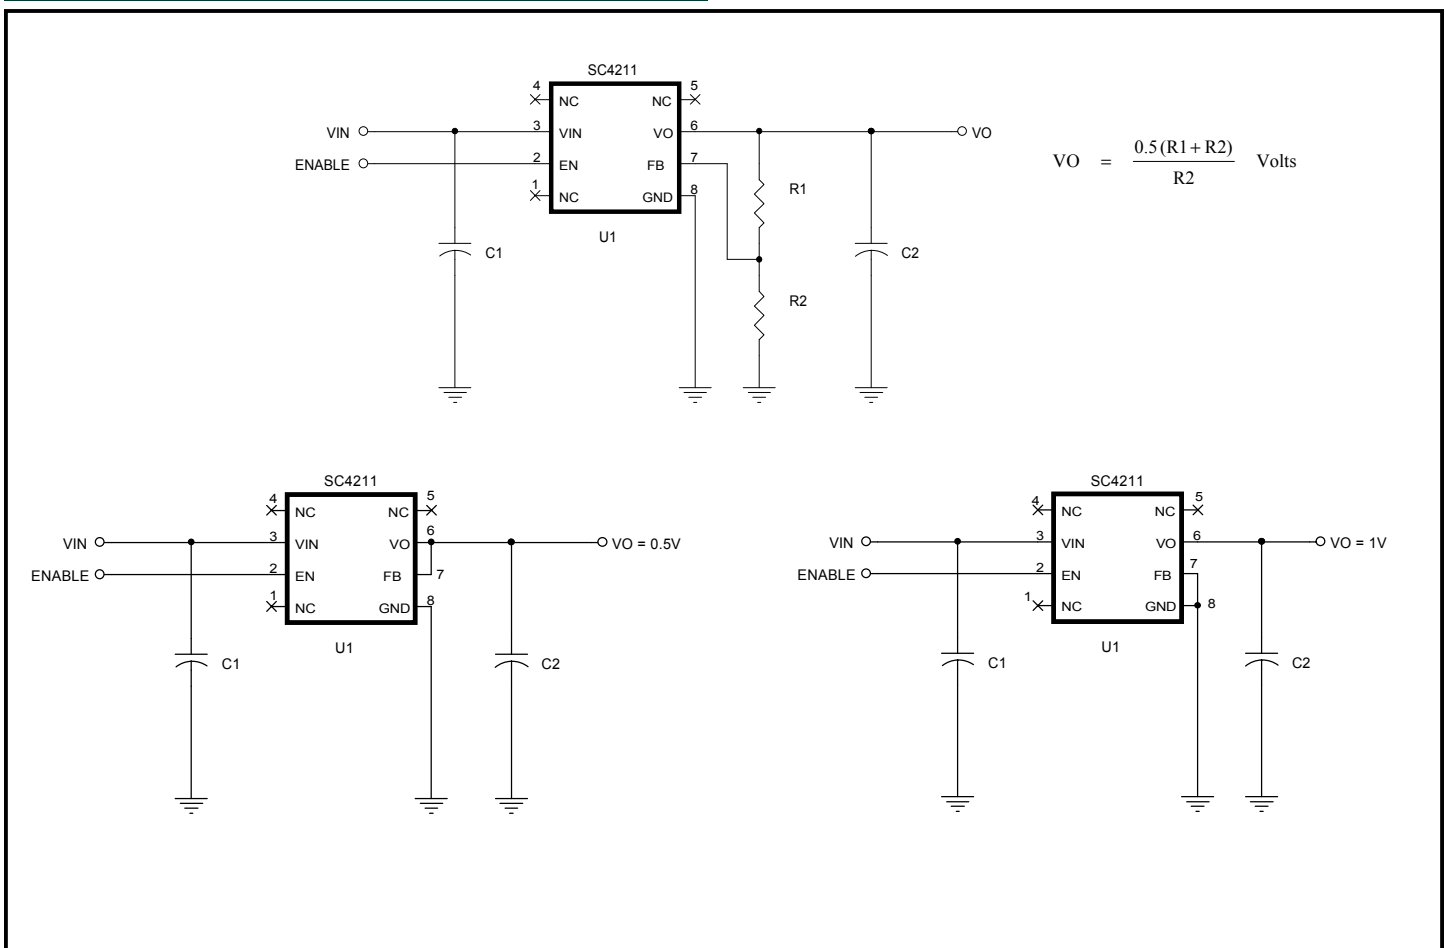 SC4211
4
NC
NC
5
VIN
3
VIN
VO
6
VO
ENABLE
2
EN
FB
7
1
NC
GND
8
U1
C1
R1
R2
C2
VO = 0.5(R1 + R2) / R2 Volts
SC4211
4
NC
NC
5
VIN
3
VIN
VO
6
VO = 0.5V
ENABLE
2
EN
FB
7
1
NC
GND
8
U1
C1
C2
SC4211
4
NC
NC
5
VIN
3
VIN
VO
6
VO = 1V
ENABLE
2
EN
FB
7
1
NC
GND
8
U1
C1
C2